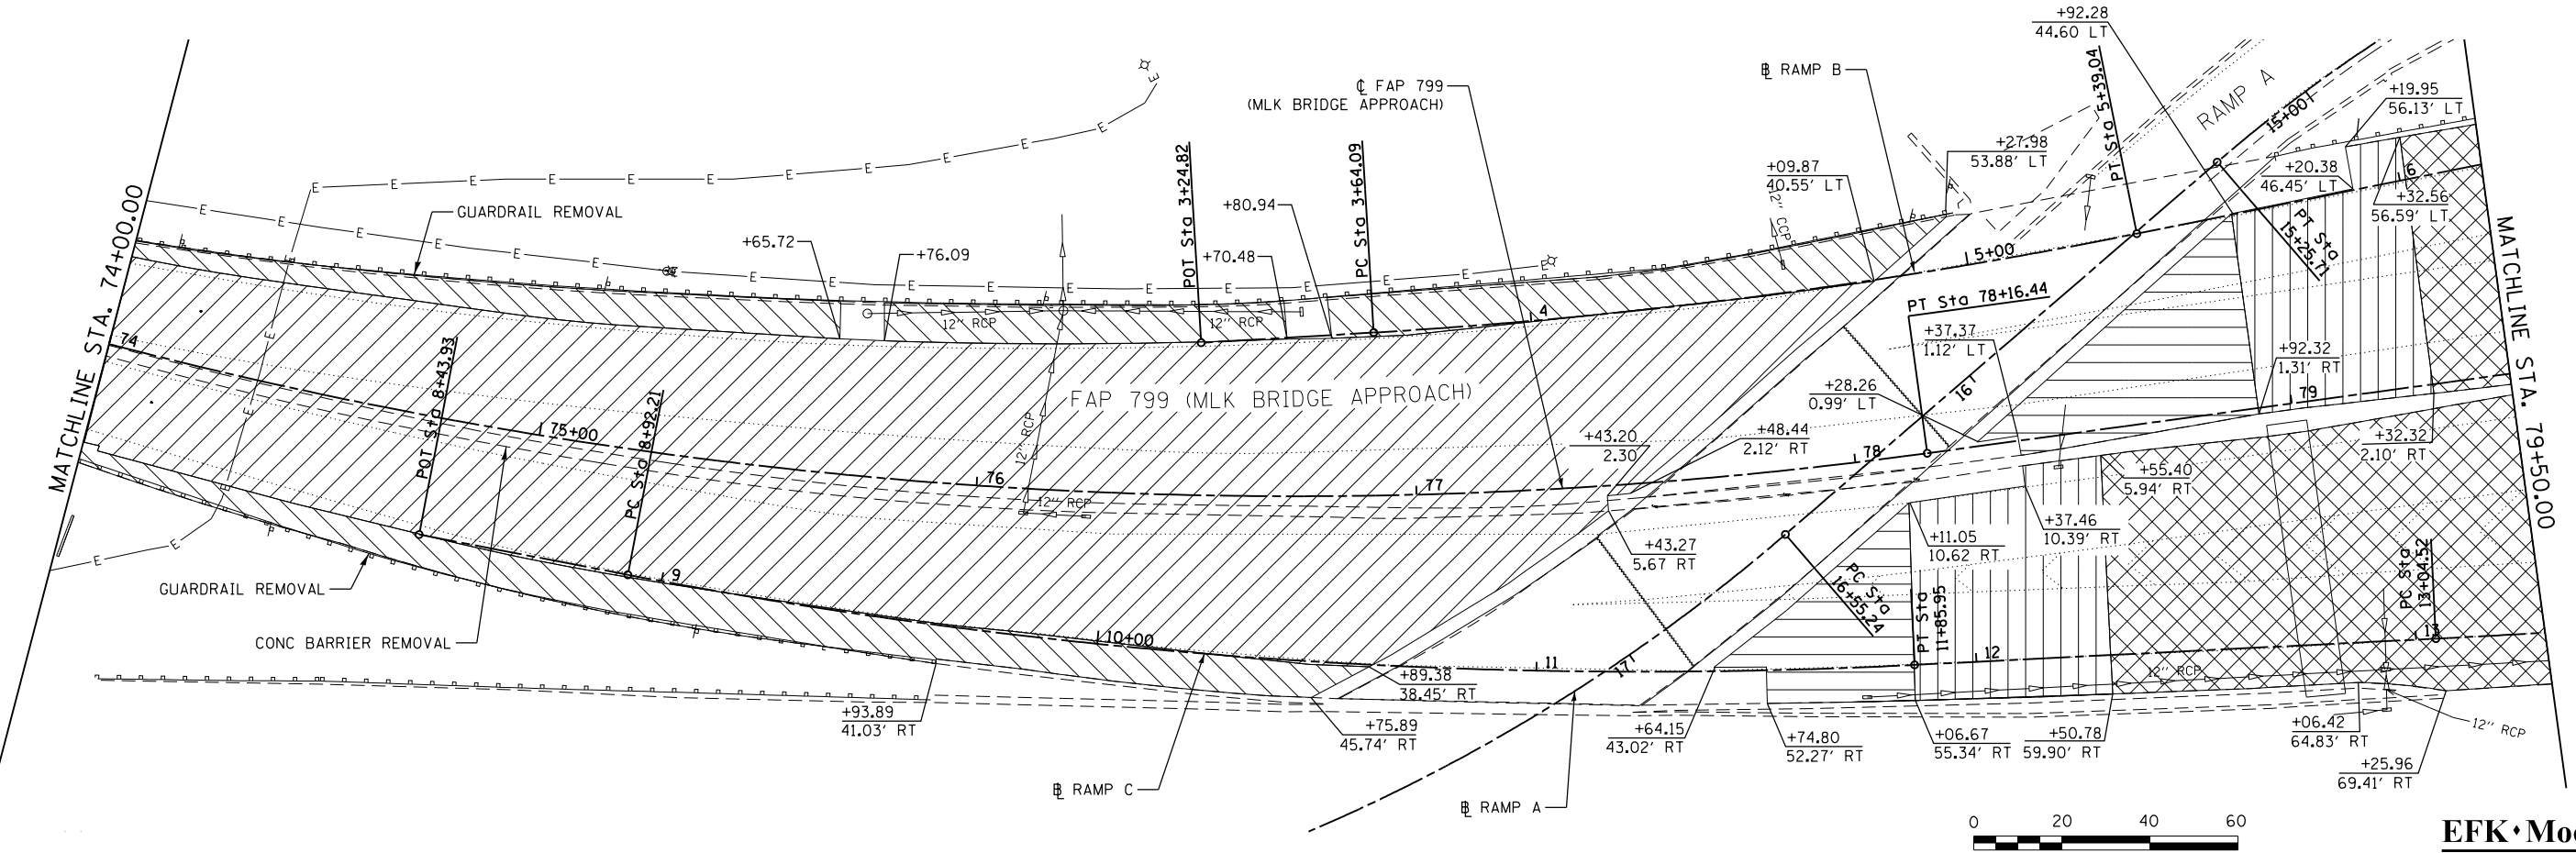 +92.28
44.60 LT
PT Sta 5+39.04
RAMP A
15+00
℄ FAP 799
(MLK BRIDGE APPROACH)
B RAMP B
+19.95
56.13' LT
+27.98
53.88' LT
+09.87
40.55' LT
12" CCP
+20.38
46.45' LT
6
+32.56
56.59' LT
PT Sta
15+25.71
MATCHLINE STA. 74+00.00
E E E E E E E E E E E E
GUARDRAIL REMOVAL
+65.72
+76.09
POT Sta 3+24.82
+80.94
+70.48
PC Sta 3+64.09
5+00
4
12" RCP
12" RCP
PT Sta 78+16.44
+37.37
1.12' LT
+92.32
1.31' RT
MATCHLINE STA. 79+50.00
74
POT Sta 8+43.93
75+00
PC Sta 8+92.21
FAP 799 (MLK BRIDGE APPROACH)
12" RCP
76
12" RCP
77
78
79
16
+28.26
0.99' LT
+43.20
2.30
+48.44
2.12' RT
+32.32
2.10' RT
+55.40
5.94' RT
+37.46
10.39' RT
+11.05
10.62 RT
+43.27
5.67 RT
PC Sta
16+55.24
PT Sta
11+85.95
PC Sta
13+04.52
GUARDRAIL REMOVAL
CONC BARRIER REMOVAL
9
10+00
11
17
12
13
12" RCP
+93.89
41.03' RT
+89.38
38.45' RT
+75.89
45.74' RT
+64.15
43.02' RT
+74.80
52.27' RT
+06.67
55.34' RT
+50.78
59.90' RT
+06.42
64.83' RT
12" RCP
+25.96
69.41' RT
B RAMP C
B RAMP A
0 20 40 60
EFK♦Moe